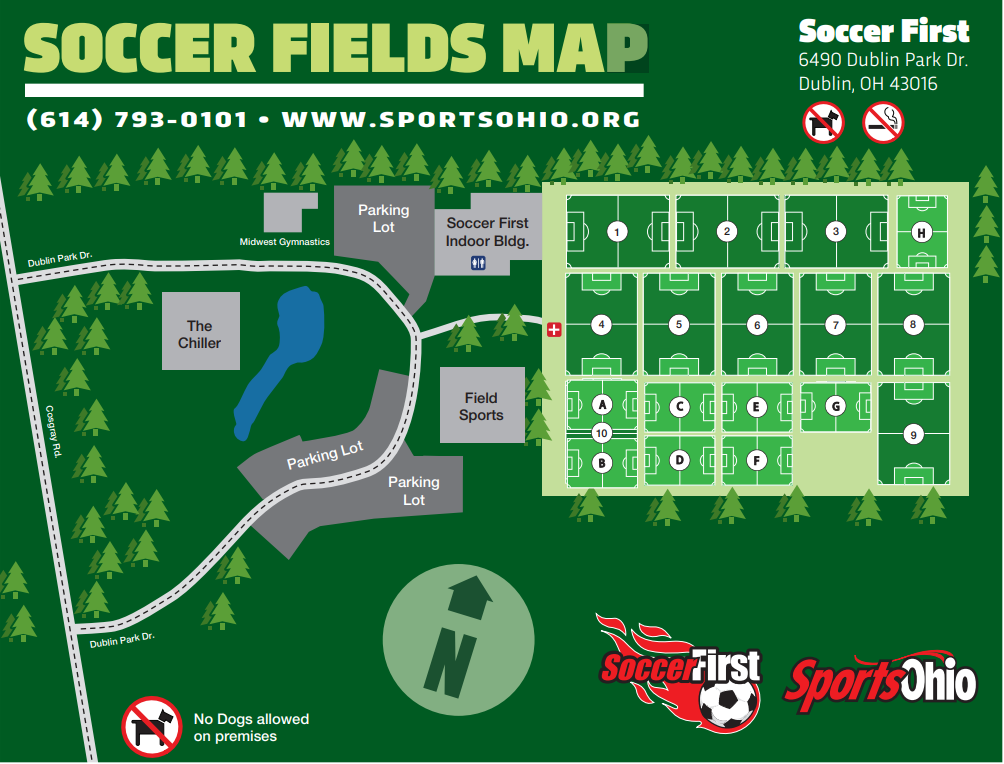 SOCCER FIELDS MAP
(614) 793-0101 • WWW.SPORTSOHIO.ORG
Soccer First
6490 Dublin Park Dr.
Dublin, OH 43016
Midwest Gymnastics
Parking
Lot
Soccer First
Indoor Bldg.
1
2
3
H
Dublin Park Dr.
The
Chiller
4
5
6
7
8
Cosgray Rd.
Field
Sports
A
C
E
G
10
9
B
D
F
Parking Lot
Parking
Lot
Dublin Park Dr.
N
SoccerFirst
SportsOhio
No Dogs allowed
on premises